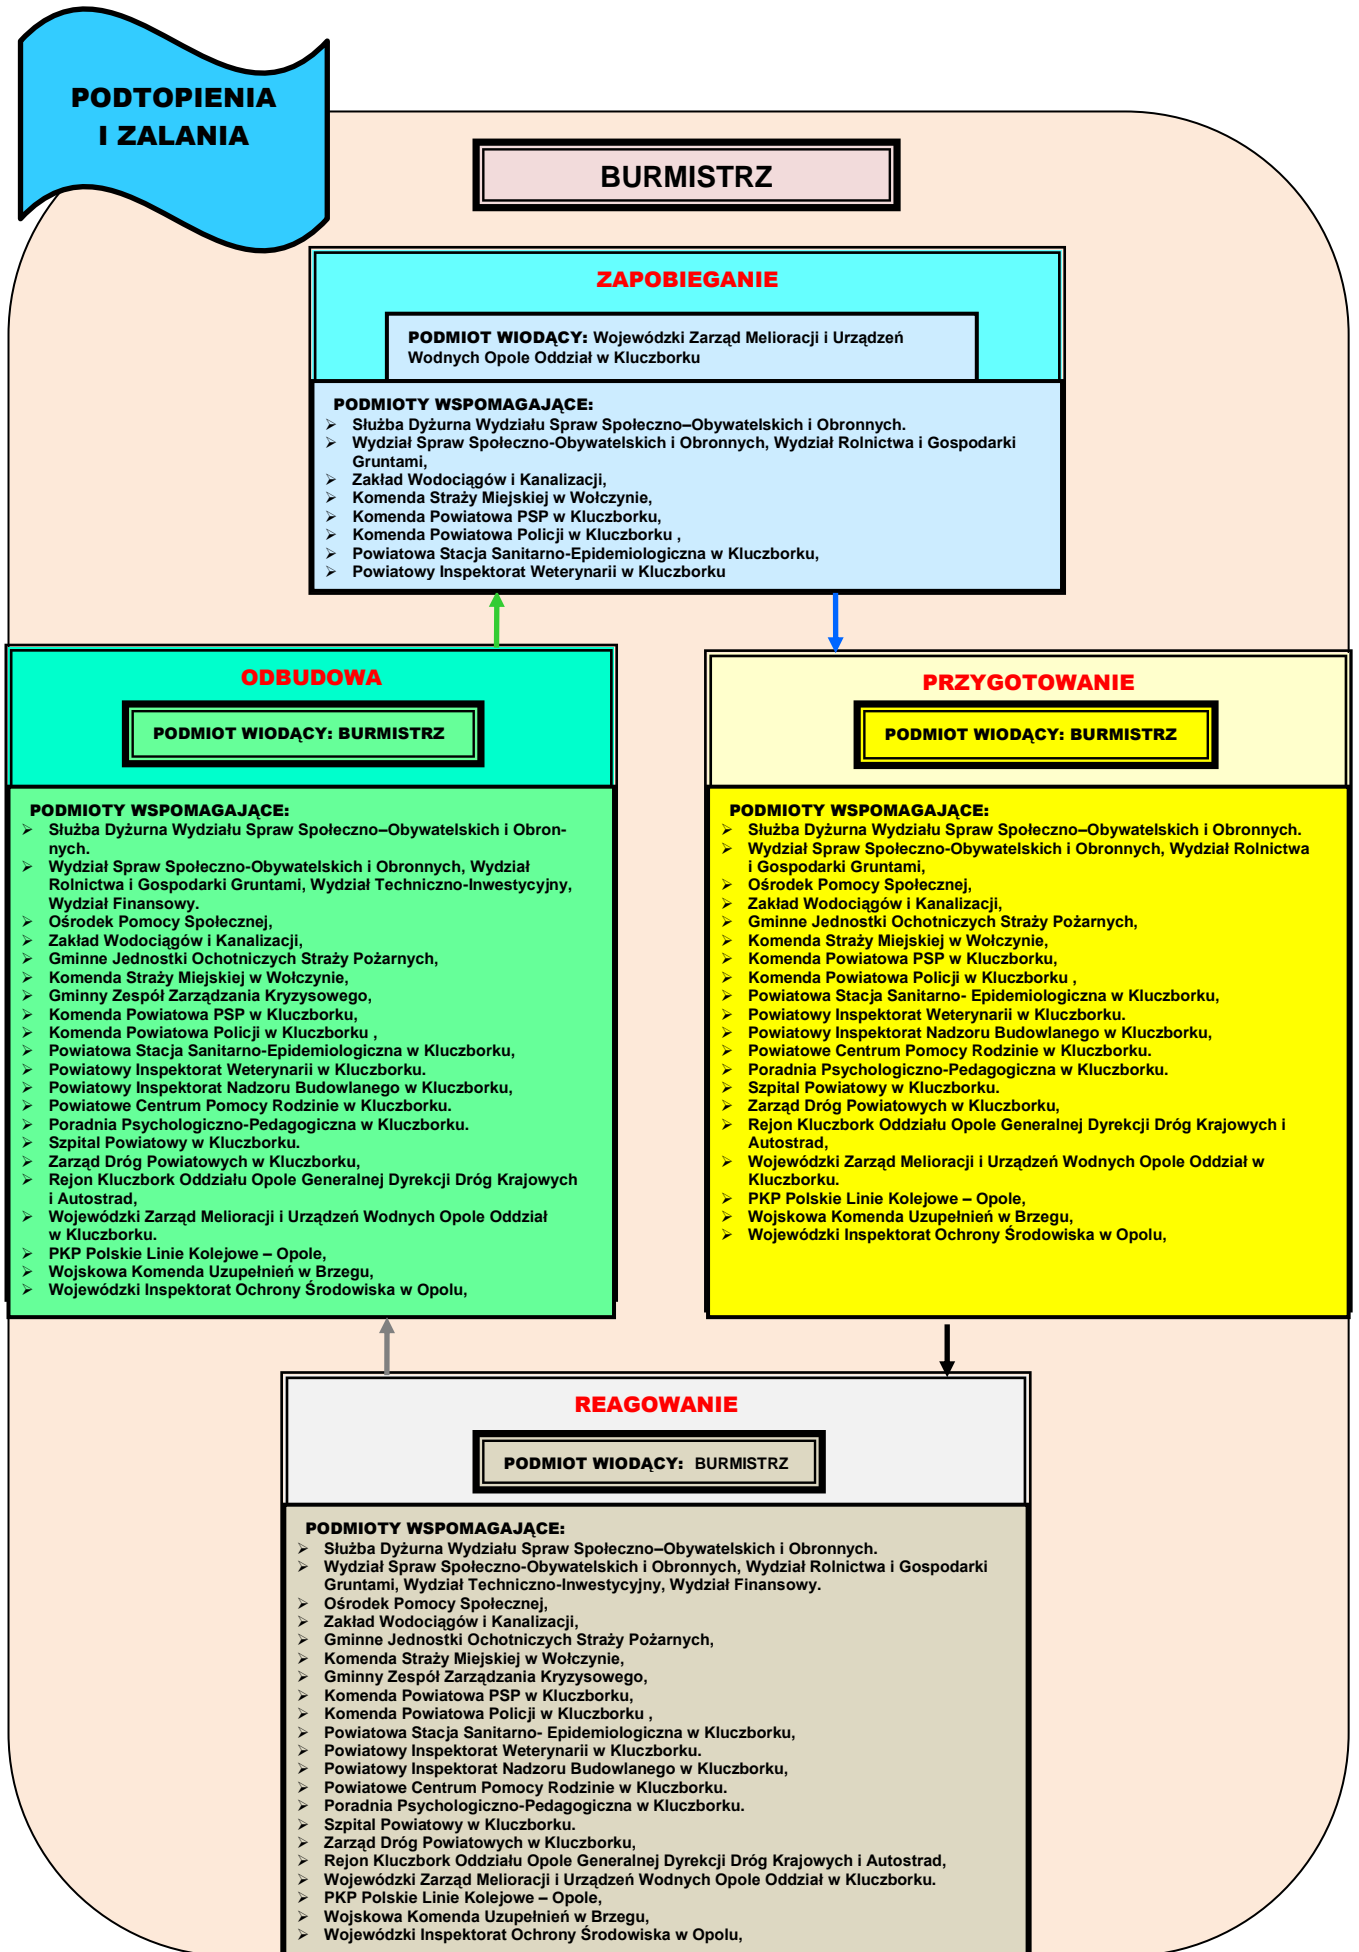 PODTOPIENIA
I ZALANIA
BURMISTRZ
ZAPOBIEGANIE
PODMIOT WIODĄCY: Wojewódzki Zarząd Melioracji i Urządzeń
Wodnych Opole Oddział w Kluczborku
PODMIOTY WSPOMAGAJĄCE:
➢ Służba Dyżurna Wydziału Spraw Społeczno–Obywatelskich i Obronnych.
➢ Wydział Spraw Społeczno-Obywatelskich i Obronnych, Wydział Rolnictwa i Gospodarki
Gruntami,
➢ Zakład Wodociągów i Kanalizacji,
➢ Komenda Straży Miejskiej w Wołczynie,
➢ Komenda Powiatowa PSP w Kluczborku,
➢ Komenda Powiatowa Policji w Kluczborku ,
➢ Powiatowa Stacja Sanitarno-Epidemiologiczna w Kluczborku,
➢ Powiatowy Inspektorat Weterynarii w Kluczborku
ODBUDOWA
PODMIOT WIODĄCY: BURMISTRZ
PODMIOTY WSPOMAGAJĄCE:
➢ Służba Dyżurna Wydziału Spraw Społeczno–Obywatelskich i Obron-
nych.
➢ Wydział Spraw Społeczno-Obywatelskich i Obronnych, Wydział
Rolnictwa i Gospodarki Gruntami, Wydział Techniczno-Inwestycyjny,
Wydział Finansowy.
➢ Ośrodek Pomocy Społecznej,
➢ Zakład Wodociągów i Kanalizacji,
➢ Gminne Jednostki Ochotniczych Straży Pożarnych,
➢ Komenda Straży Miejskiej w Wołczynie,
➢ Gminny Zespół Zarządzania Kryzysowego,
➢ Komenda Powiatowa PSP w Kluczborku,
➢ Komenda Powiatowa Policji w Kluczborku ,
➢ Powiatowa Stacja Sanitarno-Epidemiologiczna w Kluczborku,
➢ Powiatowy Inspektorat Weterynarii w Kluczborku.
➢ Powiatowy Inspektorat Nadzoru Budowlanego w Kluczborku,
➢ Powiatowe Centrum Pomocy Rodzinie w Kluczborku.
➢ Poradnia Psychologiczno-Pedagogiczna w Kluczborku.
➢ Szpital Powiatowy w Kluczborku.
➢ Zarząd Dróg Powiatowych w Kluczborku,
➢ Rejon Kluczbork Oddziału Opole Generalnej Dyrekcji Dróg Krajowych
i Autostrad,
➢ Wojewódzki Zarząd Melioracji i Urządzeń Wodnych Opole Oddział
w Kluczborku.
➢ PKP Polskie Linie Kolejowe – Opole,
➢ Wojskowa Komenda Uzupełnień w Brzegu,
➢ Wojewódzki Inspektorat Ochrony Środowiska w Opolu,
PRZYGOTOWANIE
PODMIOT WIODĄCY: BURMISTRZ
PODMIOTY WSPOMAGAJĄCE:
➢ Służba Dyżurna Wydziału Spraw Społeczno–Obywatelskich i Obronnych.
➢ Wydział Spraw Społeczno-Obywatelskich i Obronnych, Wydział Rolnictwa
i Gospodarki Gruntami,
➢ Ośrodek Pomocy Społecznej,
➢ Zakład Wodociągów i Kanalizacji,
➢ Gminne Jednostki Ochotniczych Straży Pożarnych,
➢ Komenda Straży Miejskiej w Wołczynie,
➢ Komenda Powiatowa PSP w Kluczborku,
➢ Komenda Powiatowa Policji w Kluczborku ,
➢ Powiatowa Stacja Sanitarno- Epidemiologiczna w Kluczborku,
➢ Powiatowy Inspektorat Weterynarii w Kluczborku.
➢ Powiatowy Inspektorat Nadzoru Budowlanego w Kluczborku,
➢ Powiatowe Centrum Pomocy Rodzinie w Kluczborku.
➢ Poradnia Psychologiczno-Pedagogiczna w Kluczborku.
➢ Szpital Powiatowy w Kluczborku.
➢ Zarząd Dróg Powiatowych w Kluczborku,
➢ Rejon Kluczbork Oddziału Opole Generalnej Dyrekcji Dróg Krajowych i
Autostrad,
➢ Wojewódzki Zarząd Melioracji i Urządzeń Wodnych Opole Oddział w
Kluczborku.
➢ PKP Polskie Linie Kolejowe – Opole,
➢ Wojskowa Komenda Uzupełnień w Brzegu,
➢ Wojewódzki Inspektorat Ochrony Środowiska w Opolu,
REAGOWANIE
PODMIOT WIODĄCY: BURMISTRZ
PODMIOTY WSPOMAGAJĄCE:
➢ Służba Dyżurna Wydziału Spraw Społeczno–Obywatelskich i Obronnych.
➢ Wydział Spraw Społeczno-Obywatelskich i Obronnych, Wydział Rolnictwa i Gospodarki
Gruntami, Wydział Techniczno-Inwestycyjny, Wydział Finansowy.
➢ Ośrodek Pomocy Społecznej,
➢ Zakład Wodociągów i Kanalizacji,
➢ Gminne Jednostki Ochotniczych Straży Pożarnych,
➢ Komenda Straży Miejskiej w Wołczynie,
➢ Gminny Zespół Zarządzania Kryzysowego,
➢ Komenda Powiatowa PSP w Kluczborku,
➢ Komenda Powiatowa Policji w Kluczborku ,
➢ Powiatowa Stacja Sanitarno- Epidemiologiczna w Kluczborku,
➢ Powiatowy Inspektorat Weterynarii w Kluczborku.
➢ Powiatowy Inspektorat Nadzoru Budowlanego w Kluczborku,
➢ Powiatowe Centrum Pomocy Rodzinie w Kluczborku.
➢ Poradnia Psychologiczno-Pedagogiczna w Kluczborku.
➢ Szpital Powiatowy w Kluczborku.
➢ Zarząd Dróg Powiatowych w Kluczborku,
➢ Rejon Kluczbork Oddziału Opole Generalnej Dyrekcji Dróg Krajowych i Autostrad,
➢ Wojewódzki Zarząd Melioracji i Urządzeń Wodnych Opole Oddział w Kluczborku.
➢ PKP Polskie Linie Kolejowe – Opole,
➢ Wojskowa Komenda Uzupełnień w Brzegu,
➢ Wojewódzki Inspektorat Ochrony Środowiska w Opolu,